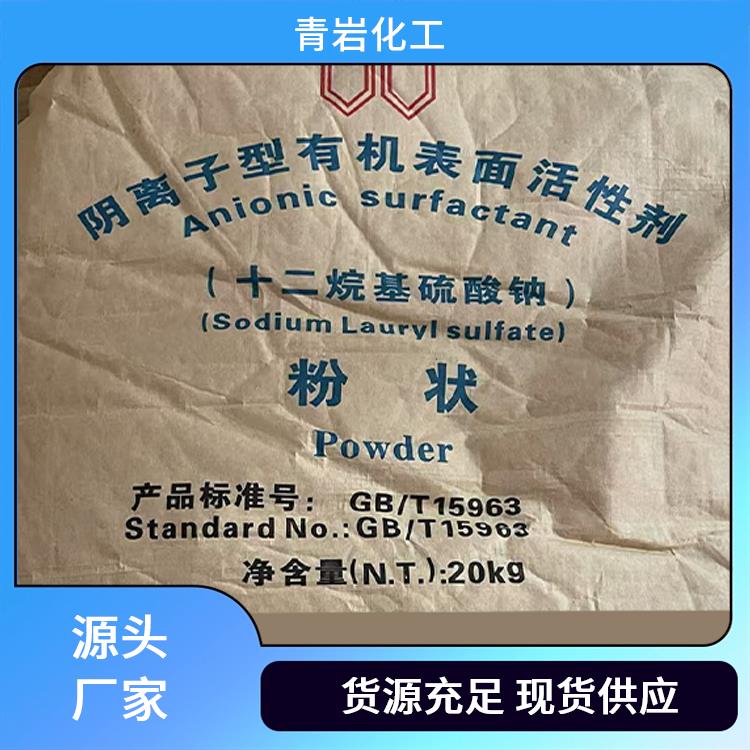 青岩化工
阴离子型有机表面活性剂
Anionic surfactant
(十二烷基硫酸钠)
(Sodium Lauryl sulfate)
粉 状
Powder
产品标准号: GB/T15963
Standard No.:GB/T15963
净含量(N.T.):20kg
源头
厂家
货源充足 现货供应